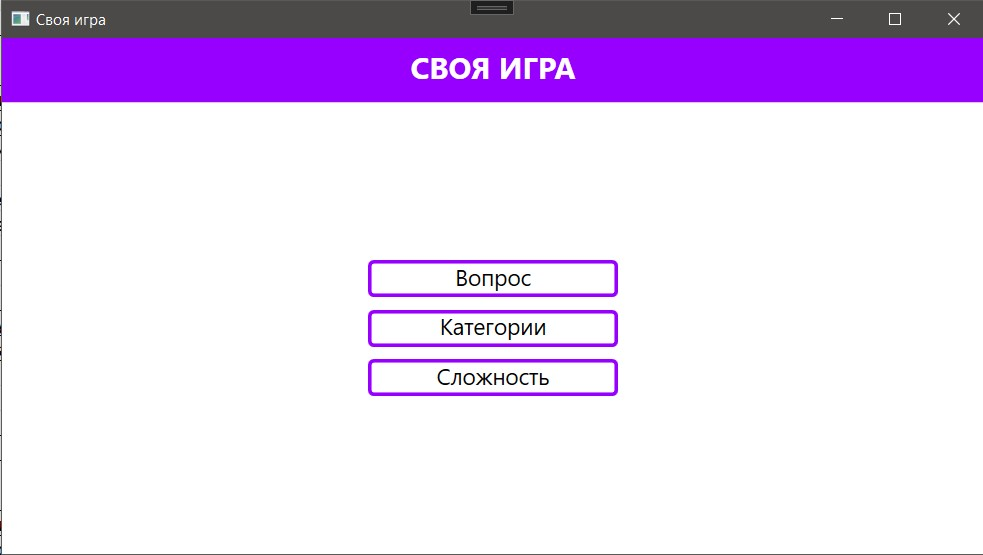 Своя игра
СВОЯ ИГРА
Вопрос
Категории
Сложность